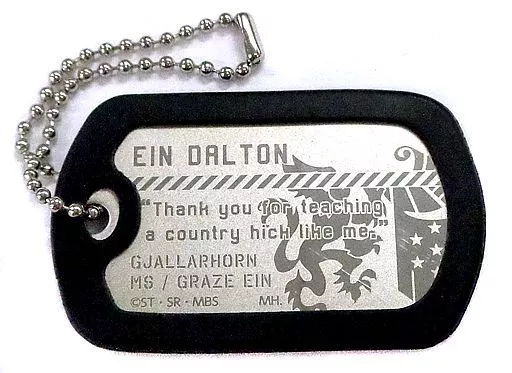 EIN DALTON
"Thank you for teaching
a country hick like me."
GJALLARHORN
MS / GRAZE EIN
©ST・SR・MBS MH.